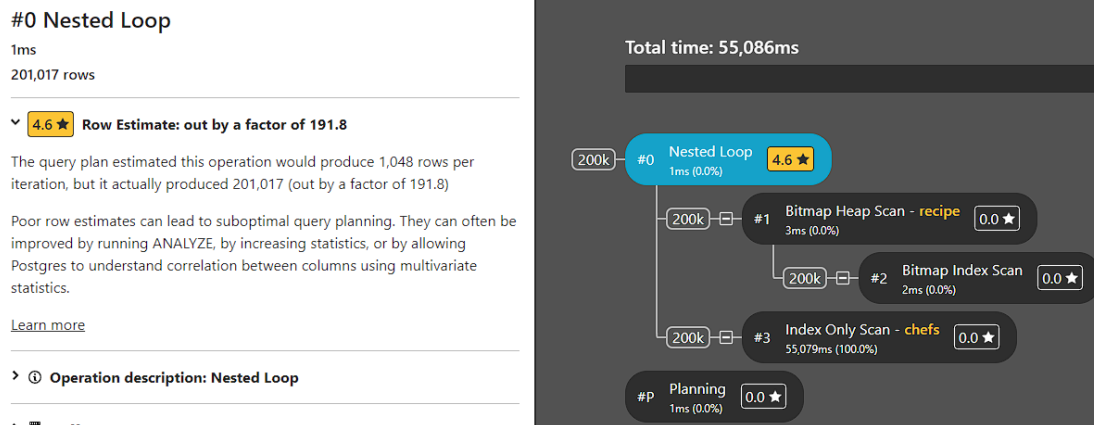 #0 Nested Loop
1ms
201,017 rows
4.6 ★ Row Estimate: out by a factor of 191.8
The query plan estimated this operation would produce 1,048 rows per
iteration, but it actually produced 201,017 (out by a factor of 191.8)
Poor row estimates can lead to suboptimal query planning. They can often be
improved by running ANALYZE, by increasing statistics, or by allowing
Postgres to understand correlation between columns using multivariate
statistics.
Learn more
Operation description: Nested Loop
Total time: 55,086ms
200k #0 Nested Loop 4.6 ★
1ms (0.0%)
200k #1 Bitmap Heap Scan - recipe 0.0 ★
3ms (0.0%)
200k #2 Bitmap Index Scan 0.0 ★
2ms (0.0%)
200k #3 Index Only Scan - chefs 0.0 ★
55,079ms (100.0%)
#P Planning 0.0 ★
1ms (0.0%)